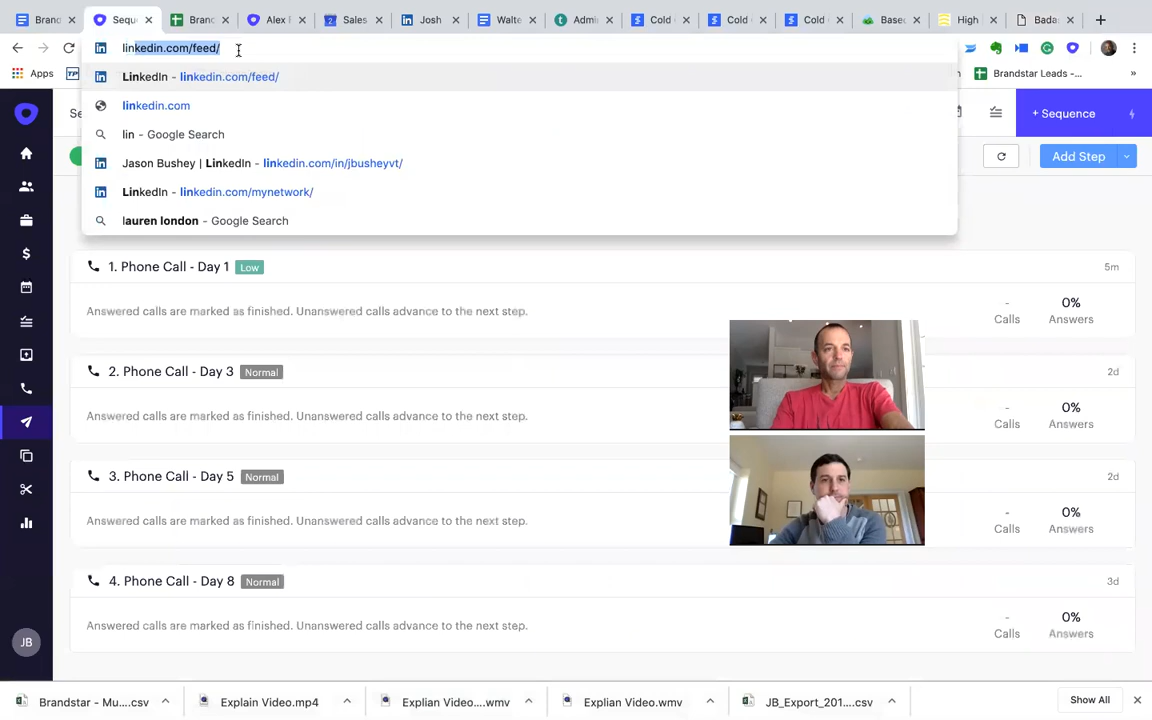 Brand
Sequ
Branc
Alex F
Sales
Josh
Walte
Admi
Cold
Cold
Cold
Base
High
Bada
linkedin.com/feed/
Apps
Brandstar Leads -...
»
LinkedIn - linkedin.com/feed/
linkedin.com
lin - Google Search
Jason Bushey | LinkedIn - linkedin.com/in/jbusheyvt/
LinkedIn - linkedin.com/mynetwork/
lauren london - Google Search
Se
+ Sequence
Add Step
1. Phone Call - Day 1 Low 5m
Answered calls are marked as finished. Unanswered calls advance to the next step.
- Calls
0% Answers
2. Phone Call - Day 3 Normal 2d
Answered calls are marked as finished. Unanswered calls advance to the next step.
- Calls
0% Answers
3. Phone Call - Day 5 Normal 2d
Answered calls are marked as finished. Unanswered calls advance to the next step.
- Calls
0% Answers
4. Phone Call - Day 8 Normal 3d
Answered calls are marked as finished. Unanswered calls advance to the next step.
- Calls
0% Answers
JB
Brandstar - Mu....csv
Explain Video.mp4
Explian Video....wmv
Explian Video.wmv
JB_Export_201....csv
Show All